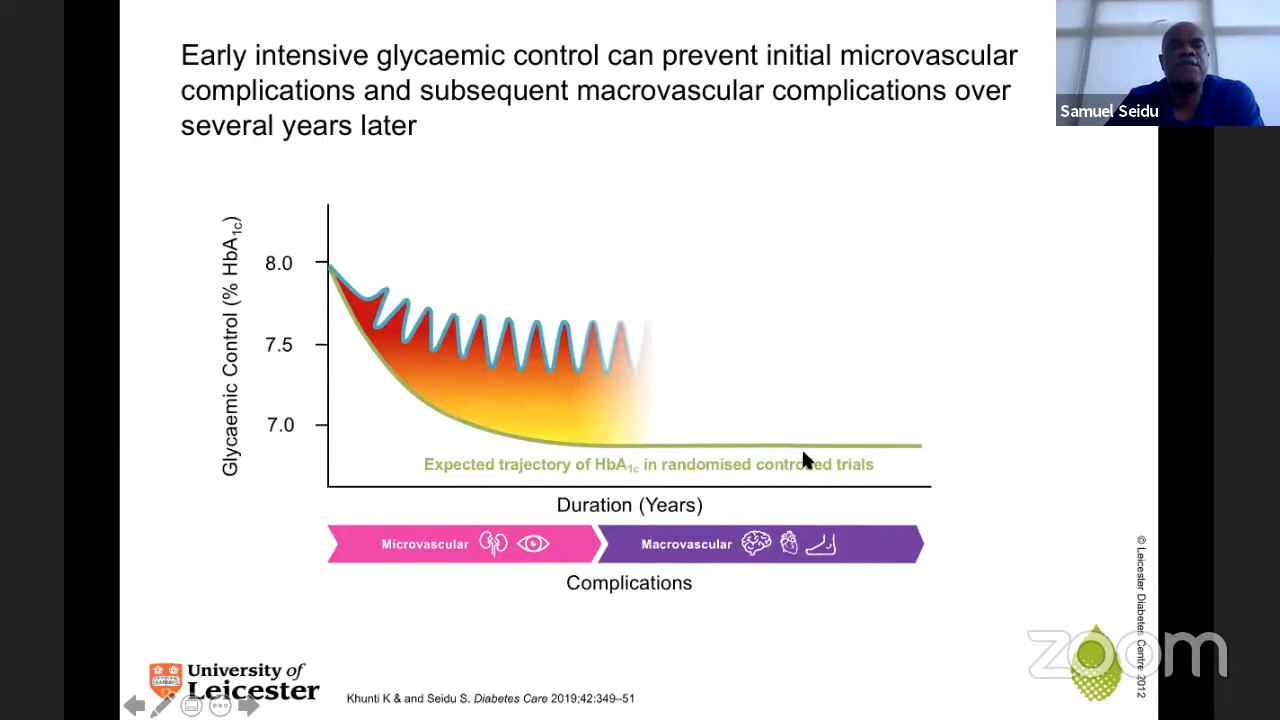 Early intensive glycaemic control can prevent initial microvascular
complications and subsequent macrovascular complications over
several years later
Samuel Seidu
Glycaemic Control (% HbA1c)
8.0
7.5
7.0
Expected trajectory of HbA1c in randomised controlled trials
Duration (Years)
Microvascular
Macrovascular
Complications
© Leicester Diabetes Centre 2012
University of
Leicester
Khunti K & and Seidu S. Diabetes Care 2019;42:349–51
zoom